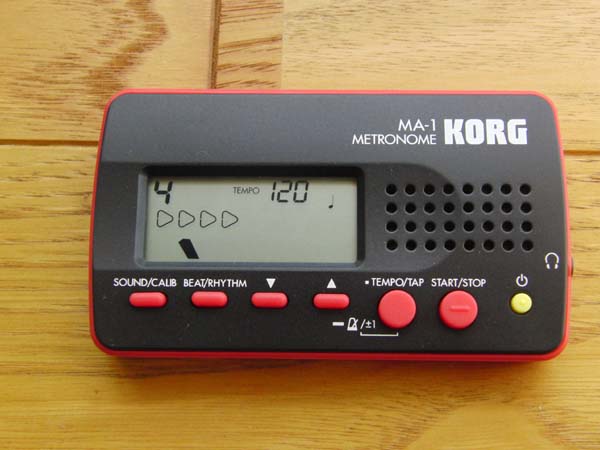 MA-1
METRONOME KORG
4 TEMPO 120 ♩
SOUND/CALIB BEAT/RHYTHM ▼ ▲ • TEMPO/TAP START/STOP
/±1